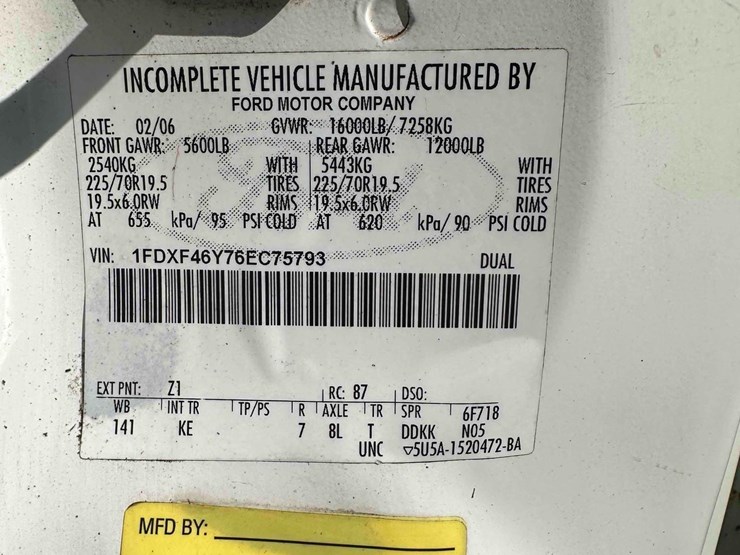 INCOMPLETE VEHICLE MANUFACTURED BY
FORD MOTOR COMPANY
DATE: 02/06 GVWR: 16000LB/ 7258KG
FRONT GAWR: 5600LB REAR GAWR: 12000LB
2540KG WITH 5443KG WITH
225/70R19.5 TIRES 225/70R19.5 TIRES
19.5x6.0RW RIMS 19.5x6.0RW RIMS
AT 655 kPa/ 95 PSI COLD AT 620 kPa/ 90 PSI COLD
VIN: 1FDXF46Y76EC75793 DUAL
EXT PNT: Z1 RC: 87 DSO:
WB INT TR TP/PS R AXLE TR SPR 6F718
141 KE 7 8L T DDKK N05
UNC 5U5A-1520472-BA
MFD BY: